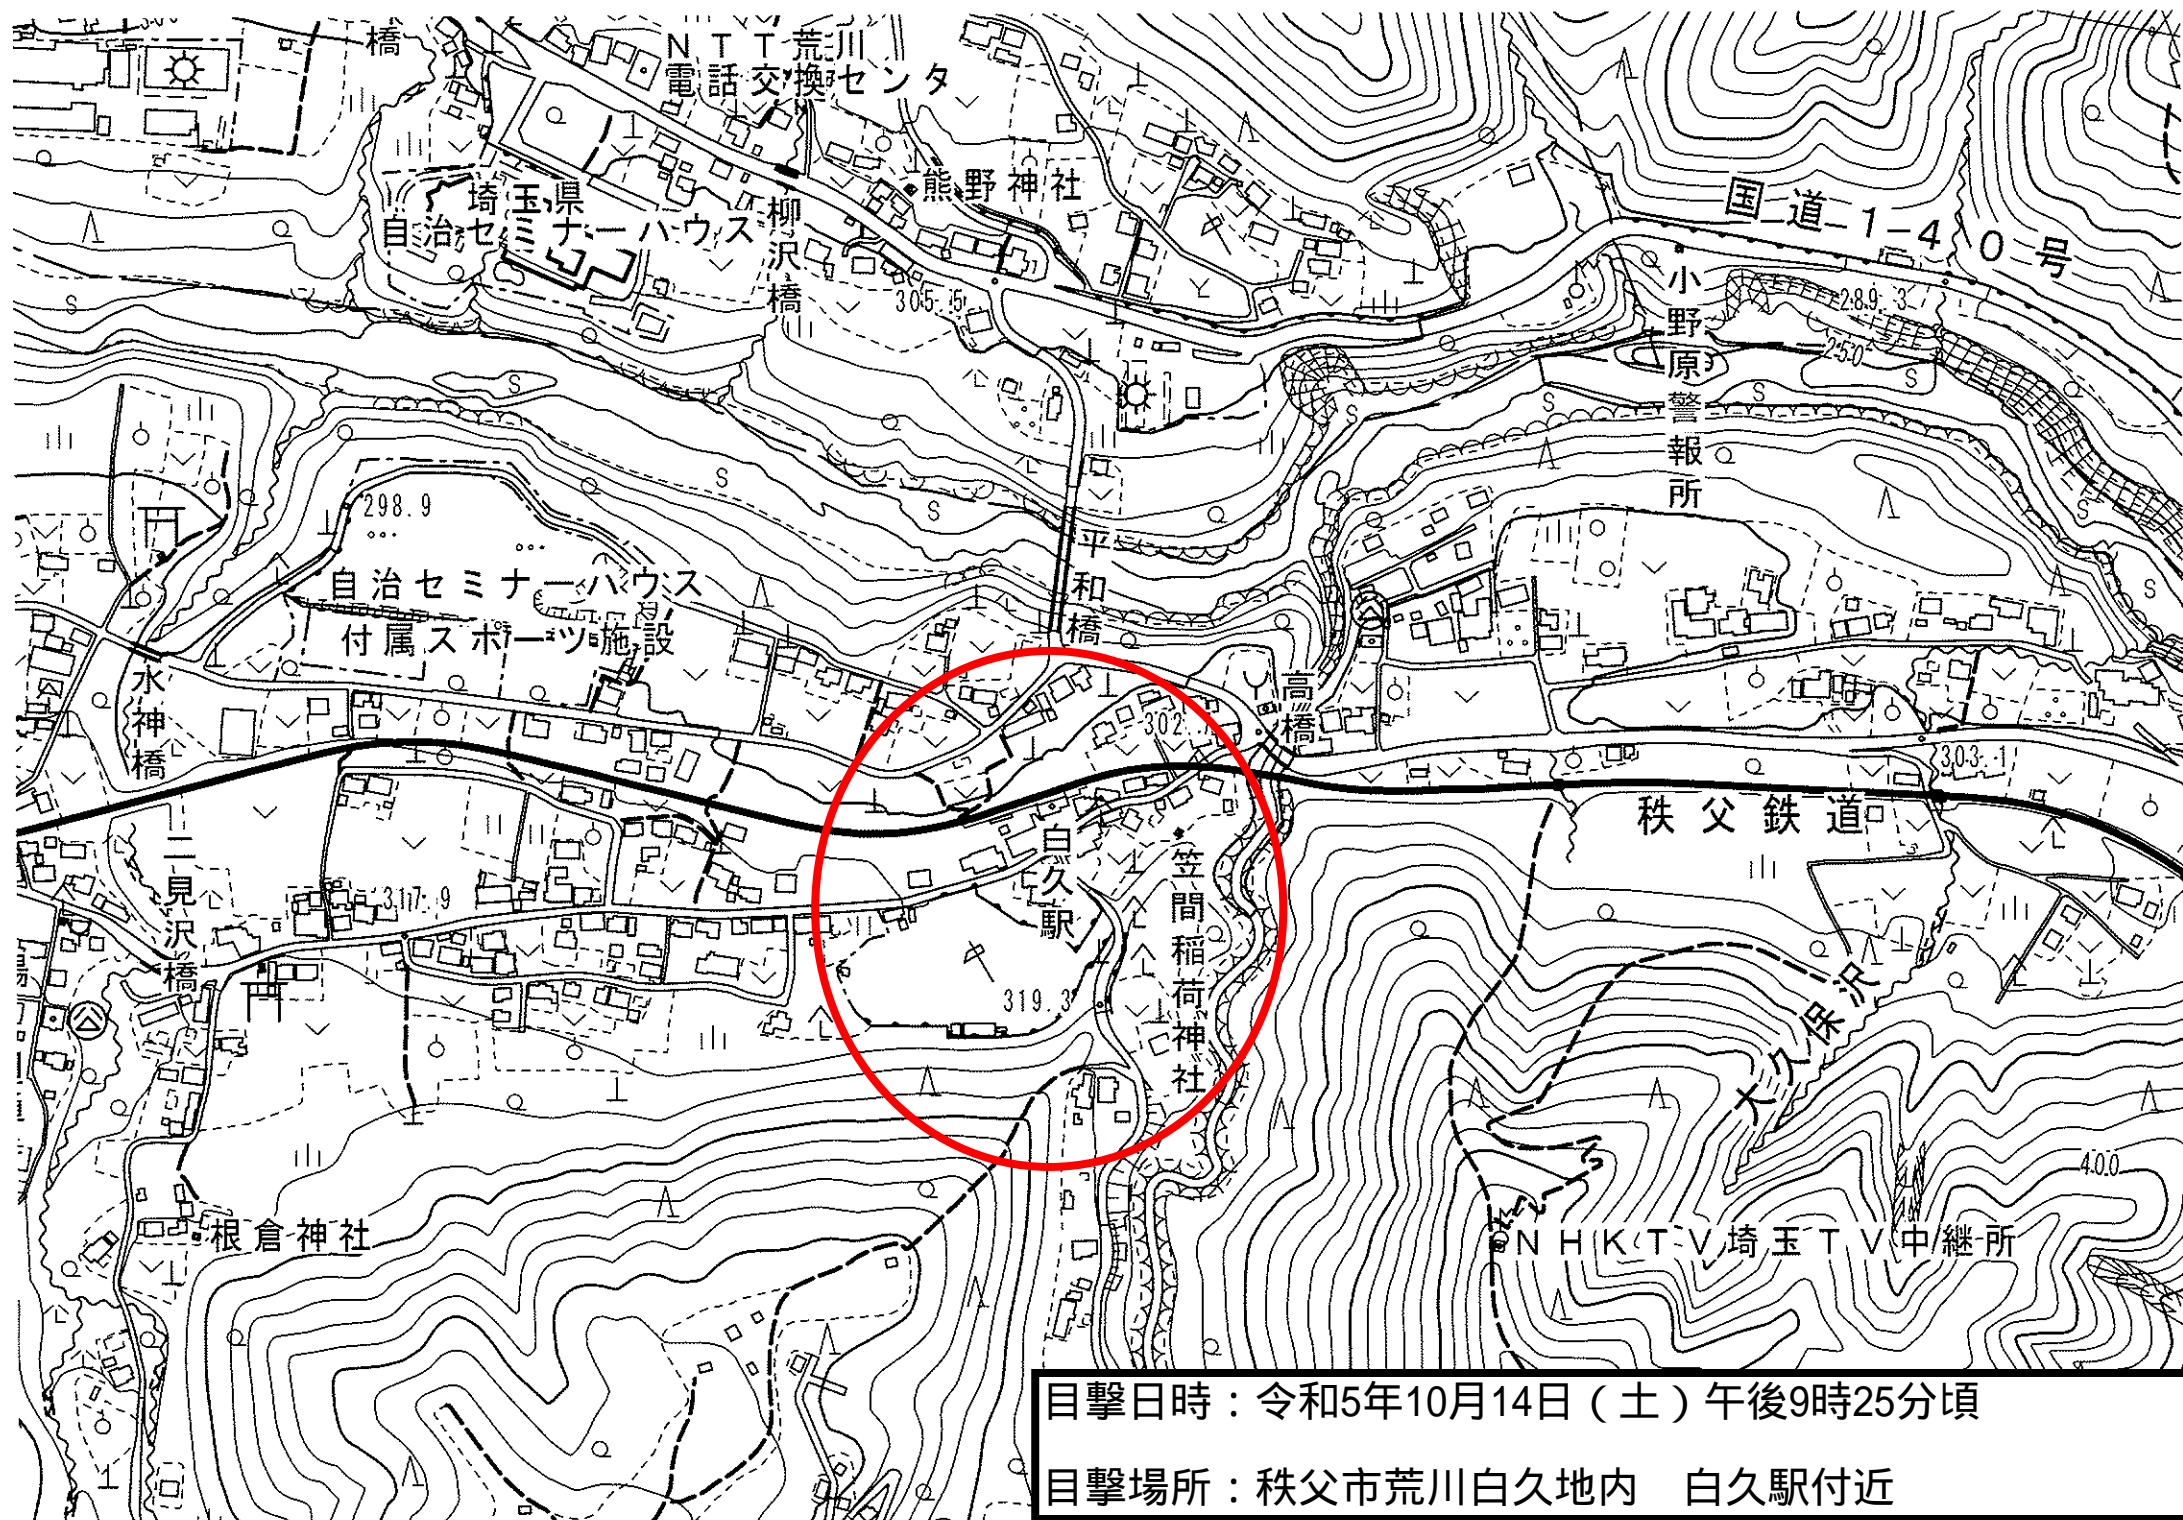 橋
NTT荒川
電話交換センタ
熊野神社
埼玉県
自治セミナーハウス
柳沢橋
305.5
国道140号
小野原警報所
289.3
250
S
S
S
S
S
S
S
S
S
298.9
平和橋
自治セミナーハウス
付属スポーツ施設
水神橋
高橋
302.
303.1
秩父鉄道
白久駅
二見沢橋
317.9
笠間稲荷神社
319.3
大久保沢
400
根倉神社
NHKTV埼玉TV中継所
目撃日時：令和5年10月14日（土）午後9時25分頃
目撃場所：秩父市荒川白久地内　白久駅付近